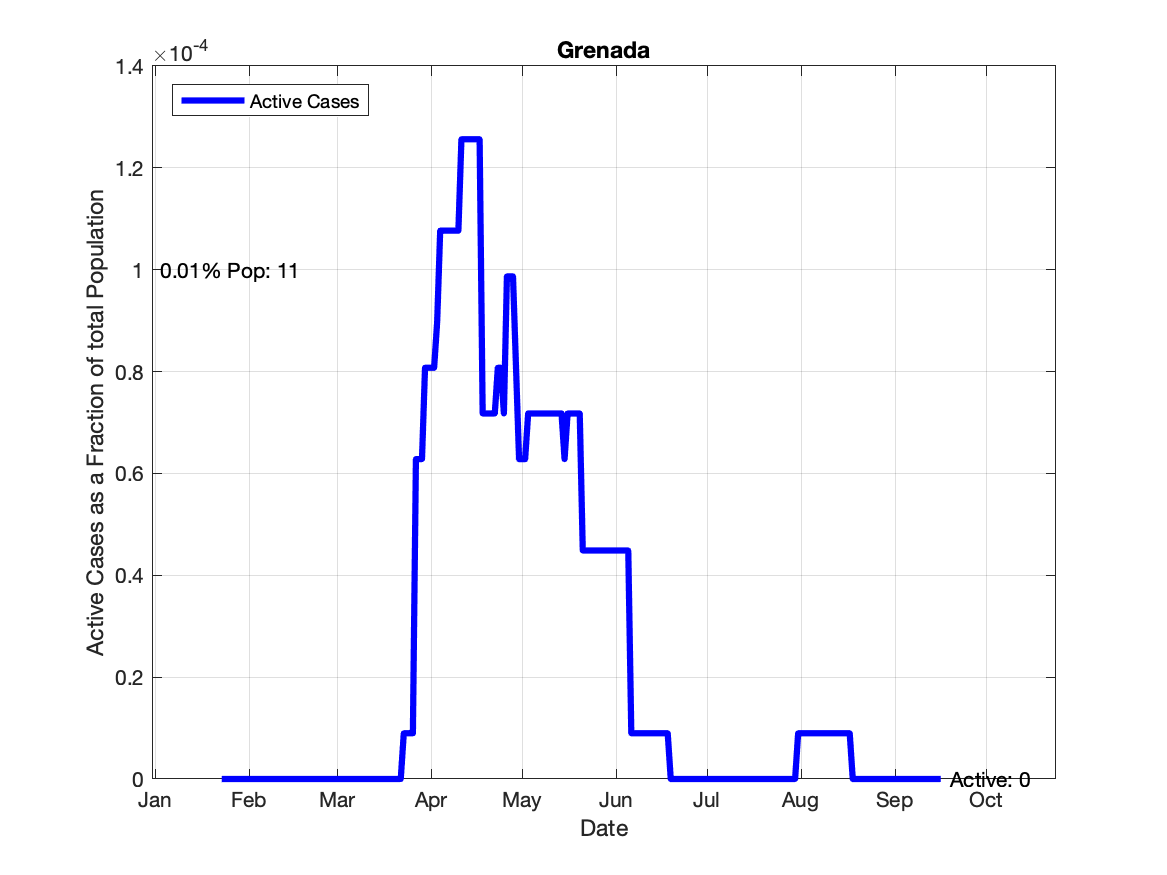 Grenada
×10-4
1.4
Active Cases
1.2
0.01% Pop: 11
1
0.8
0.6
0.4
0.2
0
Active: 0
Jan Feb Mar Apr May Jun Jul Aug Sep Oct
Date
Active Cases as a Fraction of total Population